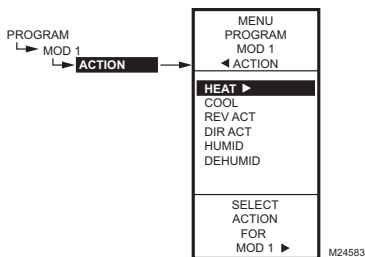 PROGRAM
MOD 1
ACTION
MENU
PROGRAM
MOD 1
◀ ACTION
HEAT ▶
COOL
REV ACT
DIR ACT
HUMID
DEHUMID
SELECT
ACTION
FOR
MOD 1 ▶
M24583